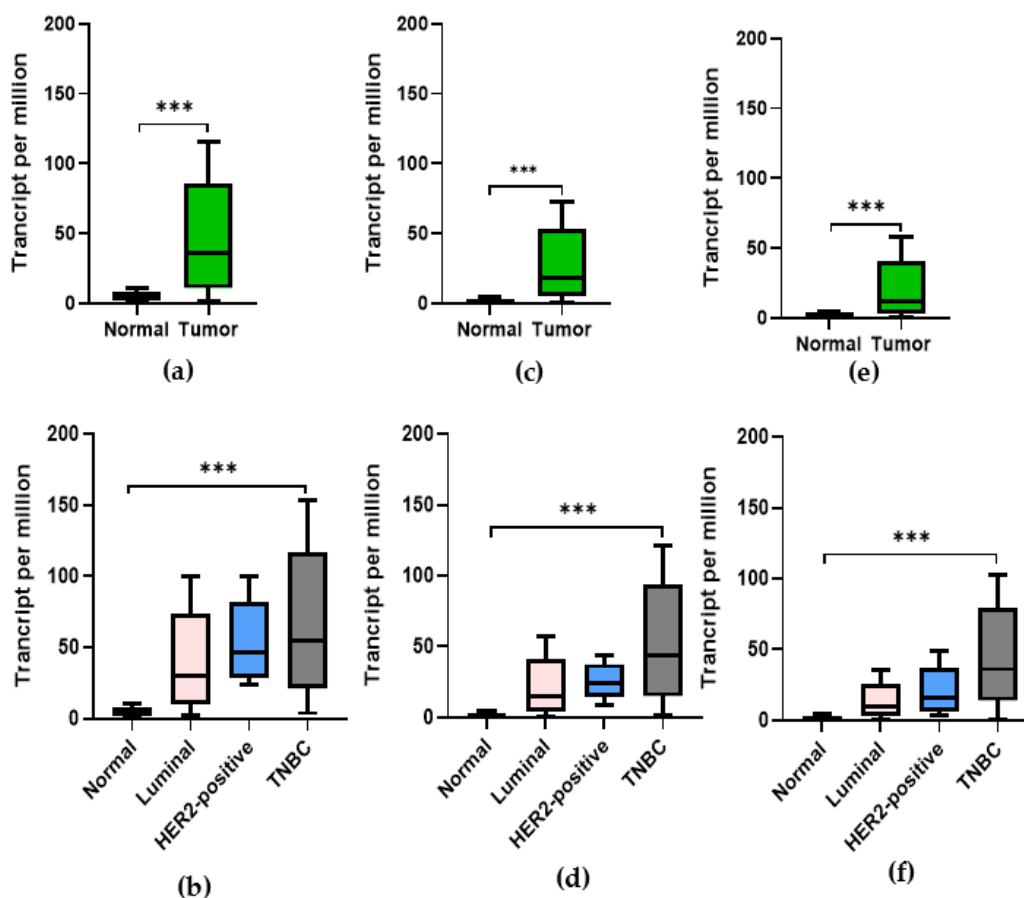 Trancript per million
200
150
100
50
0
***
Normal Tumor
(a)
Trancript per million
200
150
100
50
0
***
Normal Tumor
(c)
Trancript per million
200
150
100
50
0
***
Normal Tumor
(e)
Trancript per million
200
150
100
50
0
***
Normal
Luminal
HER2-positive
TNBC
(b)
Trancript per million
200
150
100
50
0
***
Normal
Luminal
HER2-positive
TNBC
(d)
Trancript per million
200
150
100
50
0
***
Normal
Luminal
HER2-positive
TNBC
(f)